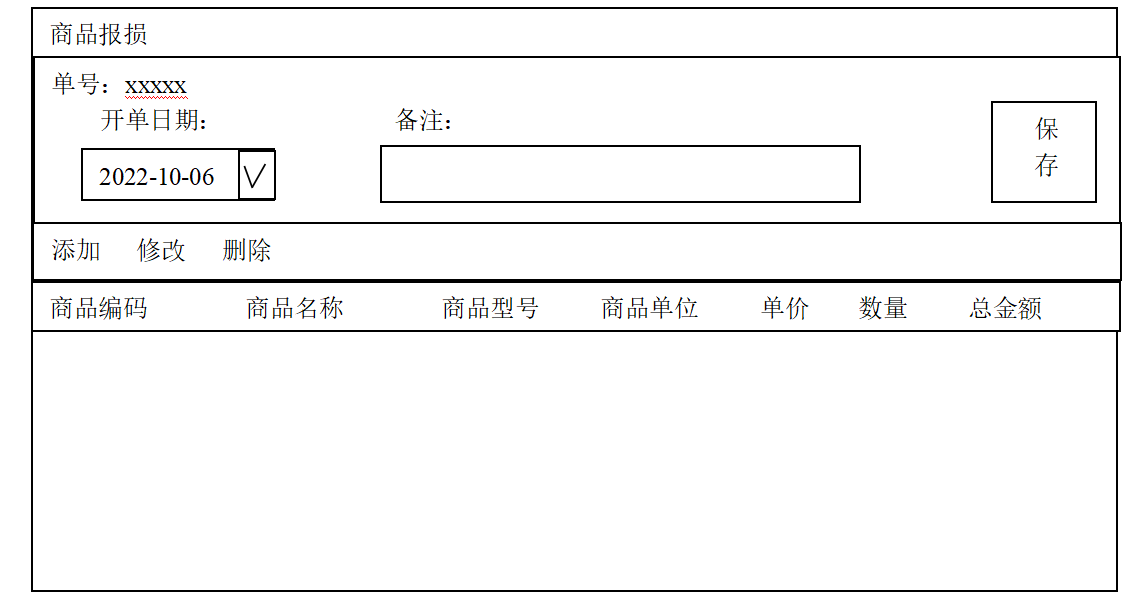 商品报损
单号：xxxxx
开单日期： 备注：
2022-10-06
保
存
添加 修改 删除
商品编码 商品名称 商品型号 商品单位 单价 数量 总金额